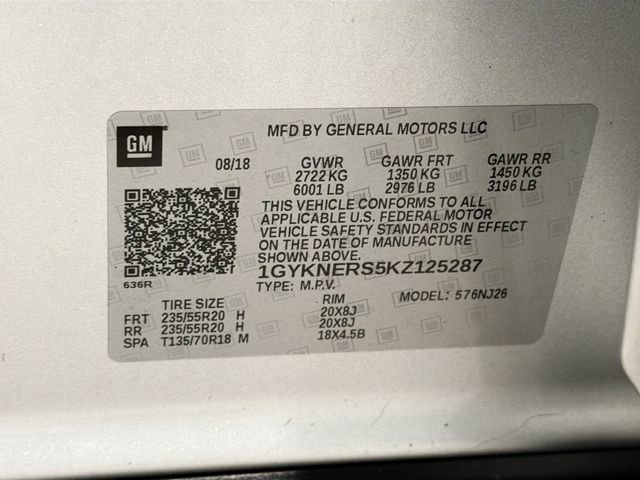 GM
MFD BY GENERAL MOTORS LLC
08/18 GVWR GAWR FRT GAWR RR
2722 KG 1350 KG 1450 KG
6001 LB 2976 LB 3196 LB
THIS VEHICLE CONFORMS TO ALL
APPLICABLE U.S. FEDERAL MOTOR
VEHICLE SAFETY STANDARDS IN EFFECT
ON THE DATE OF MANUFACTURE
SHOWN ABOVE.
1GYKNERS5KZ125287
636R
TYPE: M.P.V. MODEL: 576NJ26
TIRE SIZE RIM
FRT 235/55R20 H 20X8J
RR 235/55R20 H 20X8J
SPA T135/70R18 M 18X4.5B